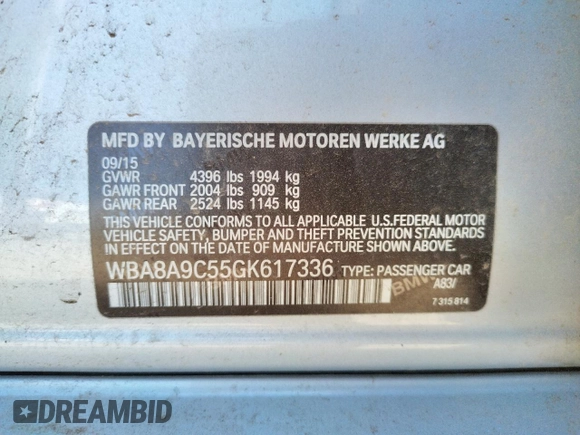 MFD BY BAYERISCHE MOTOREN WERKE AG
09/15
GVWR 4396 lbs 1994 kg
GAWR FRONT 2004 lbs 909 kg
GAWR REAR 2524 lbs 1145 kg
THIS VEHICLE CONFORMS TO ALL APPLICABLE U.S.FEDERAL MOTOR
VEHICLE SAFETY, BUMPER AND THEFT PREVENTION STANDARDS
IN EFFECT ON THE DATE OF MANUFACTURE SHOWN ABOVE.
WBA8A9C55GK617336 TYPE: PASSENGER CAR
BMW A83/
7 315 814
DREAMBID